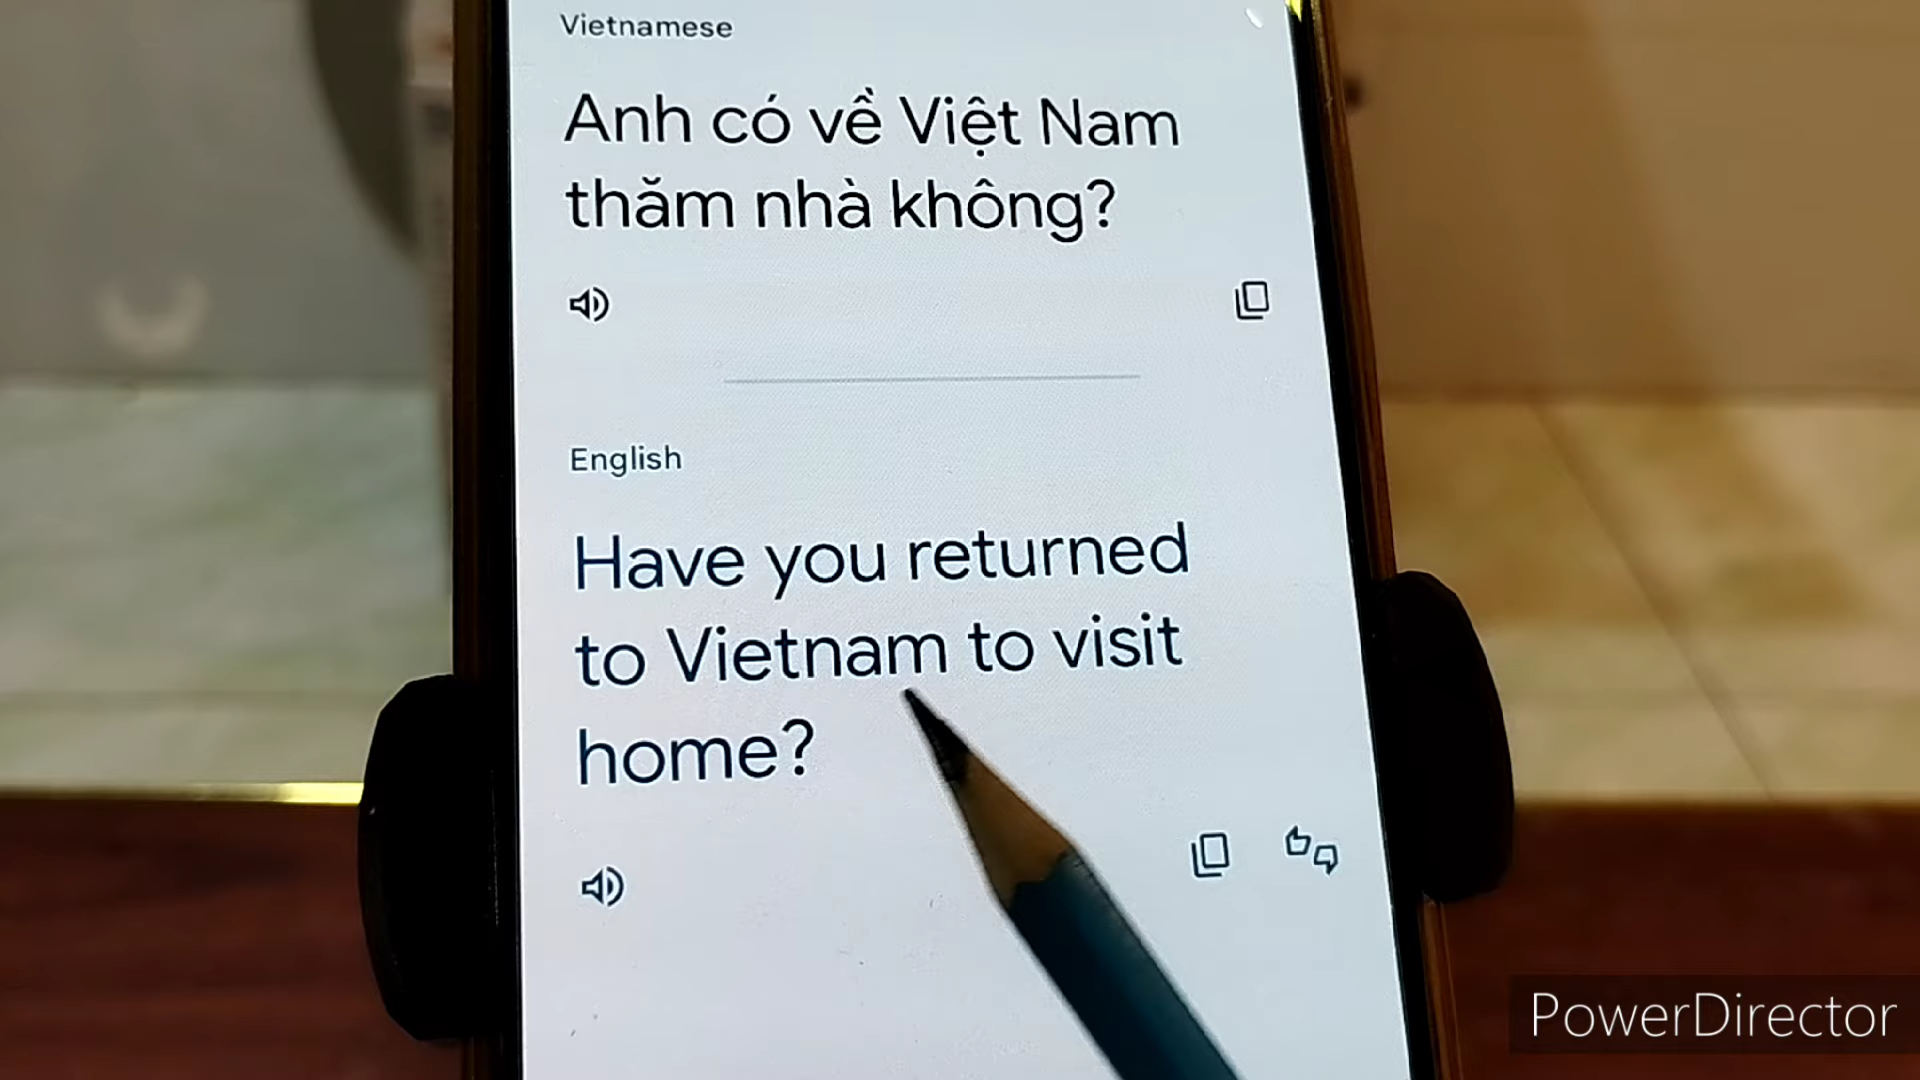 Vietnamese
Anh có về Việt Nam
thăm nhà không?
English
Have you returned
to Vietnam to visit
home?
PowerDirector